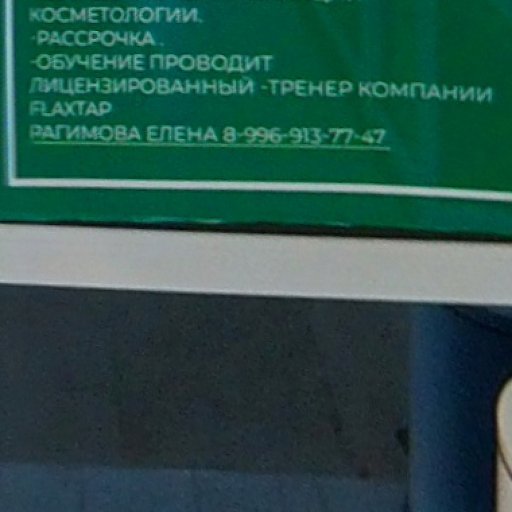 КОСМЕТОЛОГИИ.
-РАССРОЧКА.
-ОБУЧЕНИЕ ПРОВОДИТ
ЛИЦЕНЗИРОВАННЫЙ -ТРЕНЕР КОМПАНИИ
FLAXTAP
РАГИМОВА ЕЛЕНА 8-996-913-77-47